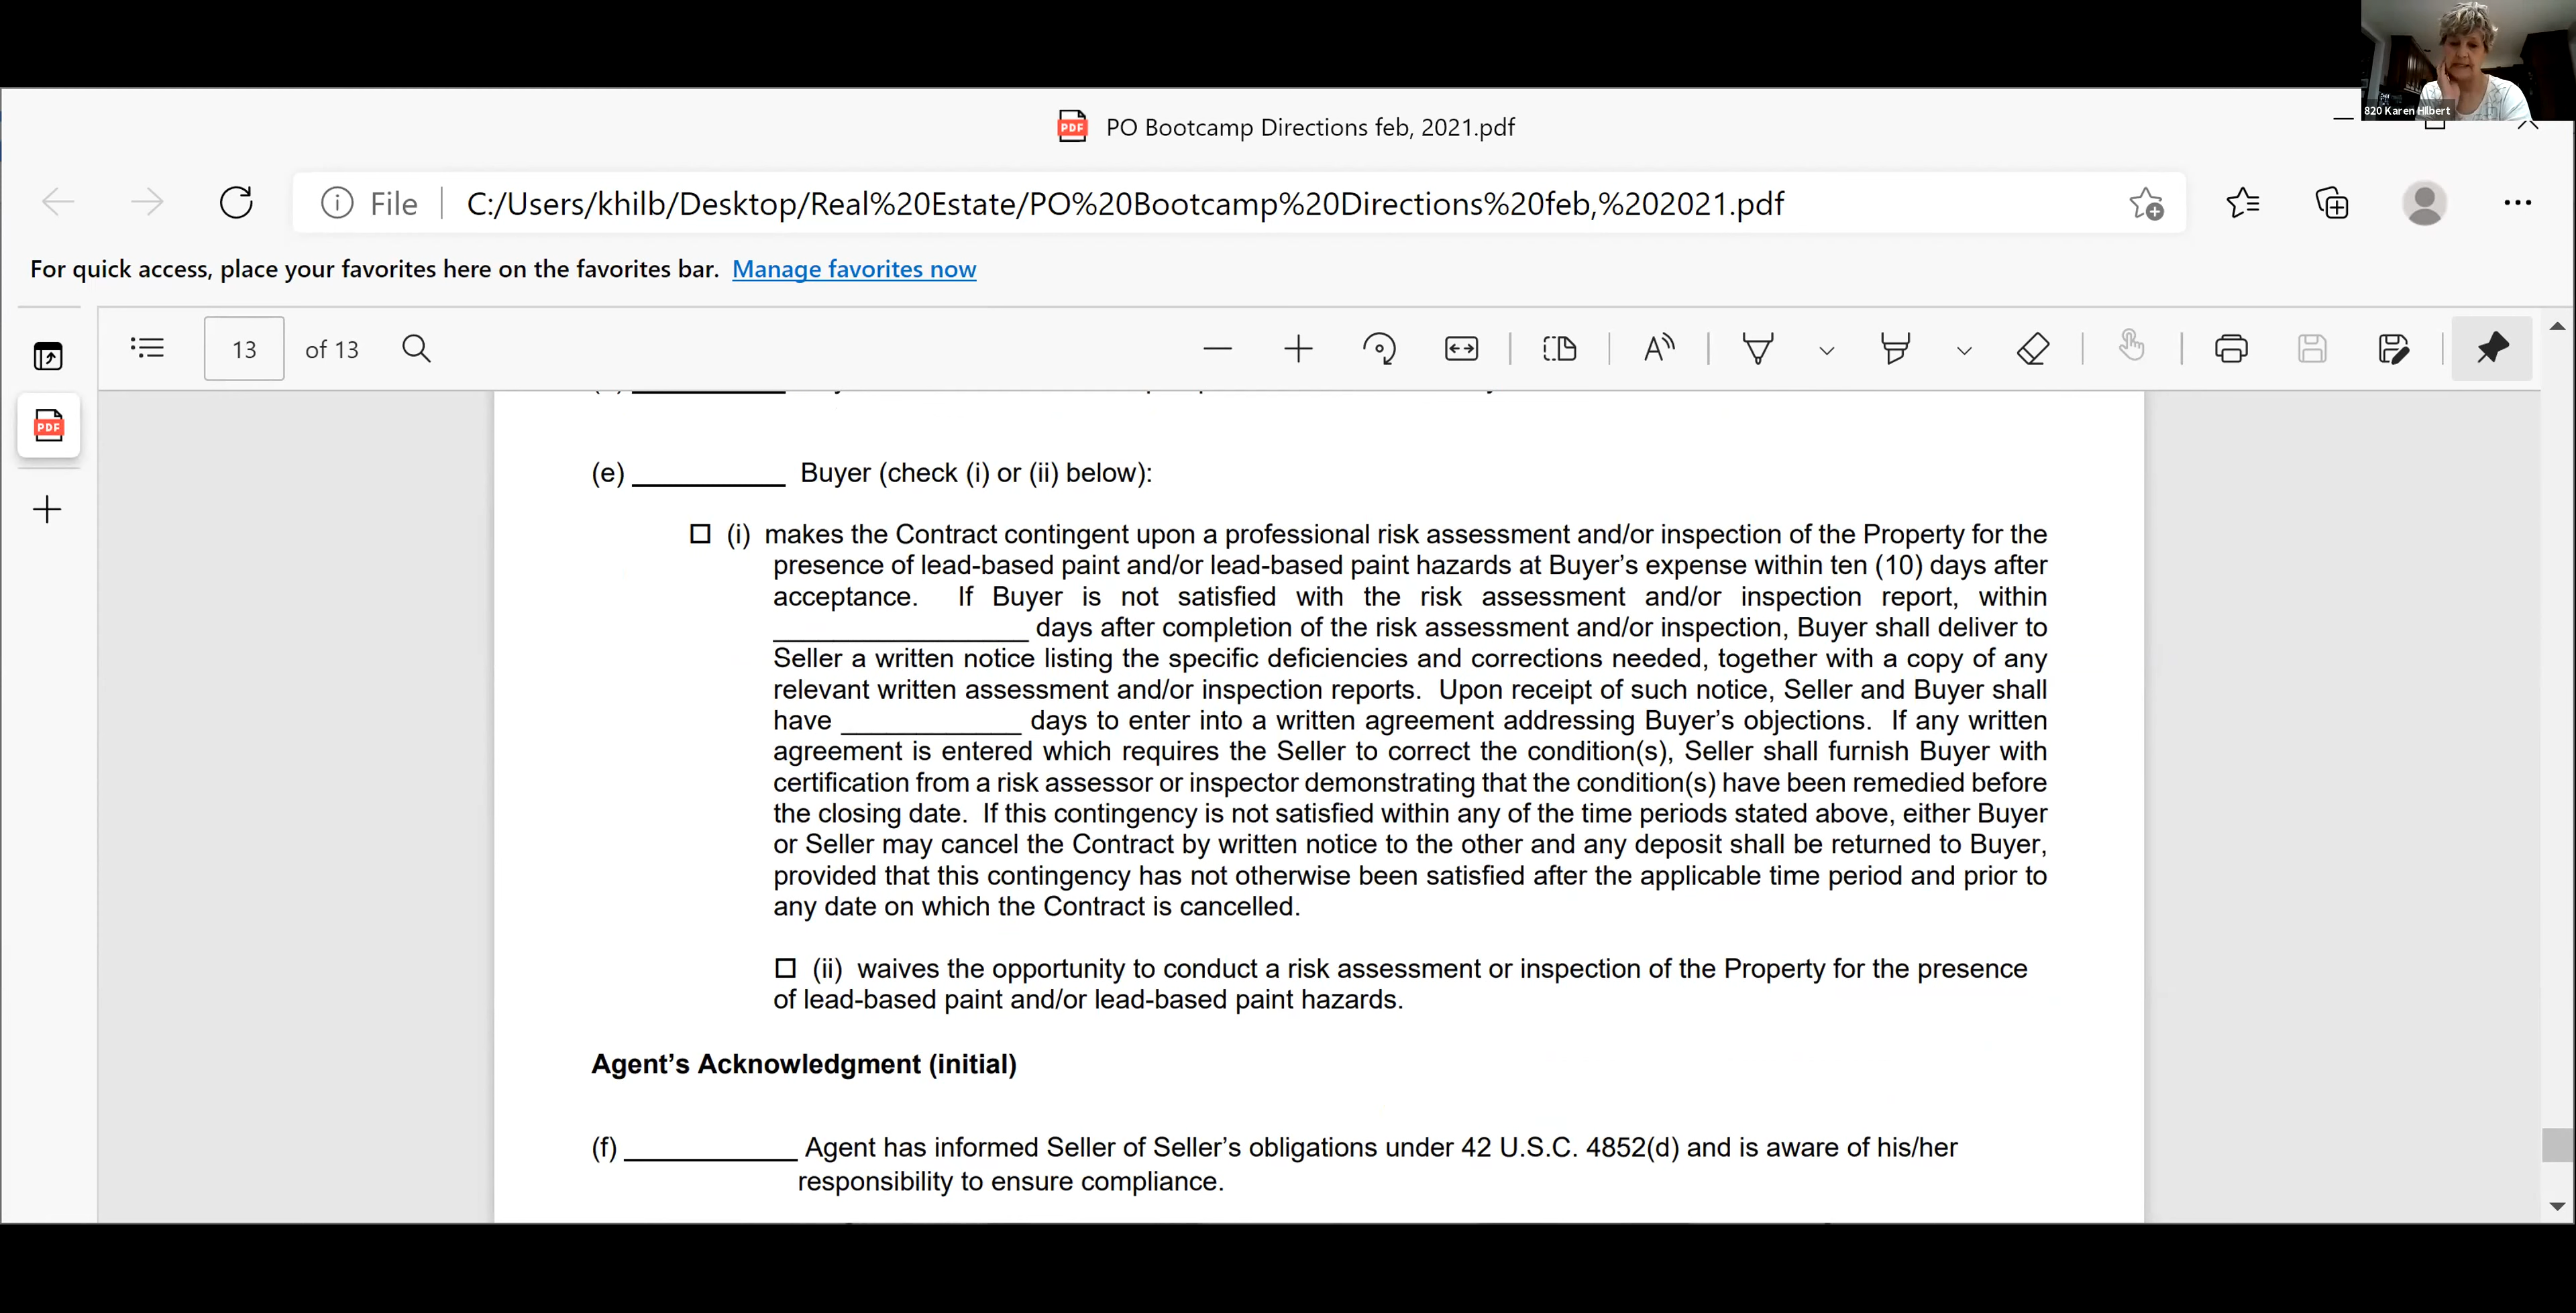 820 Karen Hilbert
PDF PO Bootcamp Directions feb, 2021.pdf
File C:/Users/khilb/Desktop/Real%20Estate/PO%20Bootcamp%20Directions%20feb,%202021.pdf
For quick access, place your favorites here on the favorites bar. Manage favorites now
13 of 13
PDF
(e) __________ Buyer (check (i) or (ii) below):
☐ (i) makes the Contract contingent upon a professional risk assessment and/or inspection of the Property for the
presence of lead-based paint and/or lead-based paint hazards at Buyer’s expense within ten (10) days after
acceptance. If Buyer is not satisfied with the risk assessment and/or inspection report, within
_________________ days after completion of the risk assessment and/or inspection, Buyer shall deliver to
Seller a written notice listing the specific deficiencies and corrections needed, together with a copy of any
relevant written assessment and/or inspection reports. Upon receipt of such notice, Seller and Buyer shall
have ____________ days to enter into a written agreement addressing Buyer’s objections. If any written
agreement is entered which requires the Seller to correct the condition(s), Seller shall furnish Buyer with
certification from a risk assessor or inspector demonstrating that the condition(s) have been remedied before
the closing date. If this contingency is not satisfied within any of the time periods stated above, either Buyer
or Seller may cancel the Contract by written notice to the other and any deposit shall be returned to Buyer,
provided that this contingency has not otherwise been satisfied after the applicable time period and prior to
any date on which the Contract is cancelled.
☐ (ii) waives the opportunity to conduct a risk assessment or inspection of the Property for the presence
of lead-based paint and/or lead-based paint hazards.
Agent’s Acknowledgment (initial)
(f) ___________ Agent has informed Seller of Seller’s obligations under 42 U.S.C. 4852(d) and is aware of his/her
responsibility to ensure compliance.